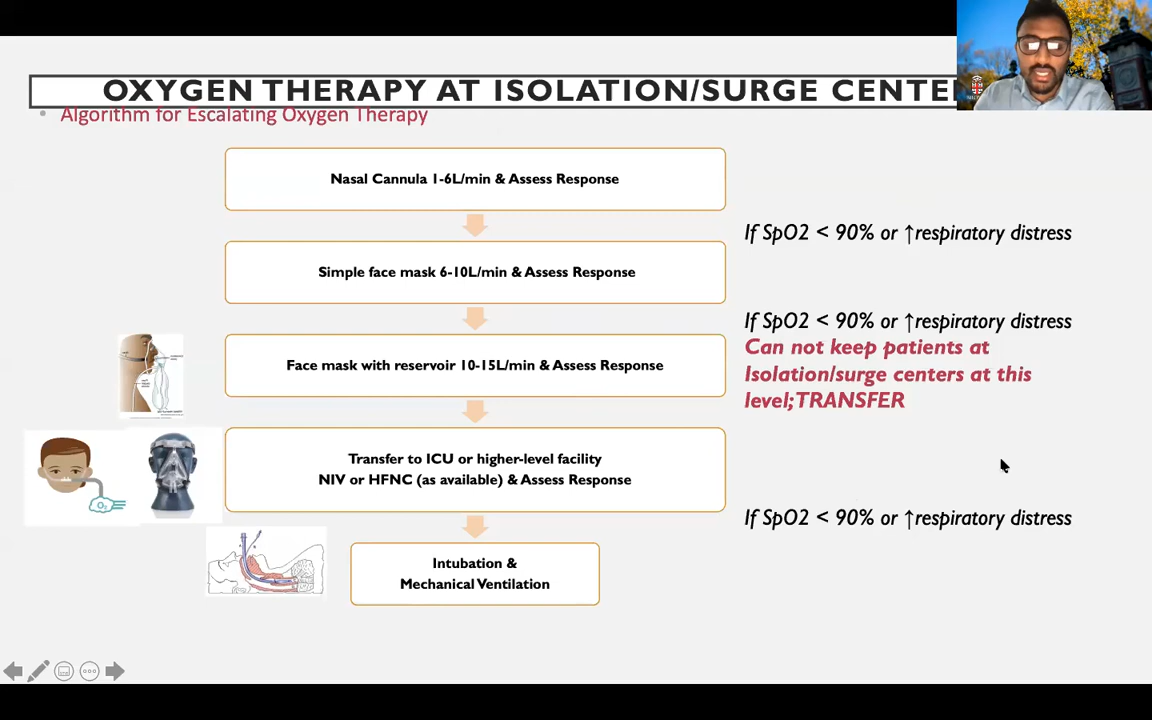 OXYGEN THERAPY AT ISOLATION/SURGE CENTE
• Algorithm for Escalating Oxygen Therapy
Nasal Cannula 1-6L/min & Assess Response
If SpO2 < 90% or ↑respiratory distress
Simple face mask 6-10L/min & Assess Response
If SpO2 < 90% or ↑respiratory distress
Can not keep patients at
Isolation/surge centers at this
level; TRANSFER
Face mask with reservoir 10-15L/min & Assess Response
Transfer to ICU or higher-level facility
NIV or HFNC (as available) & Assess Response
O₂
If SpO2 < 90% or ↑respiratory distress
Intubation &
Mechanical Ventilation